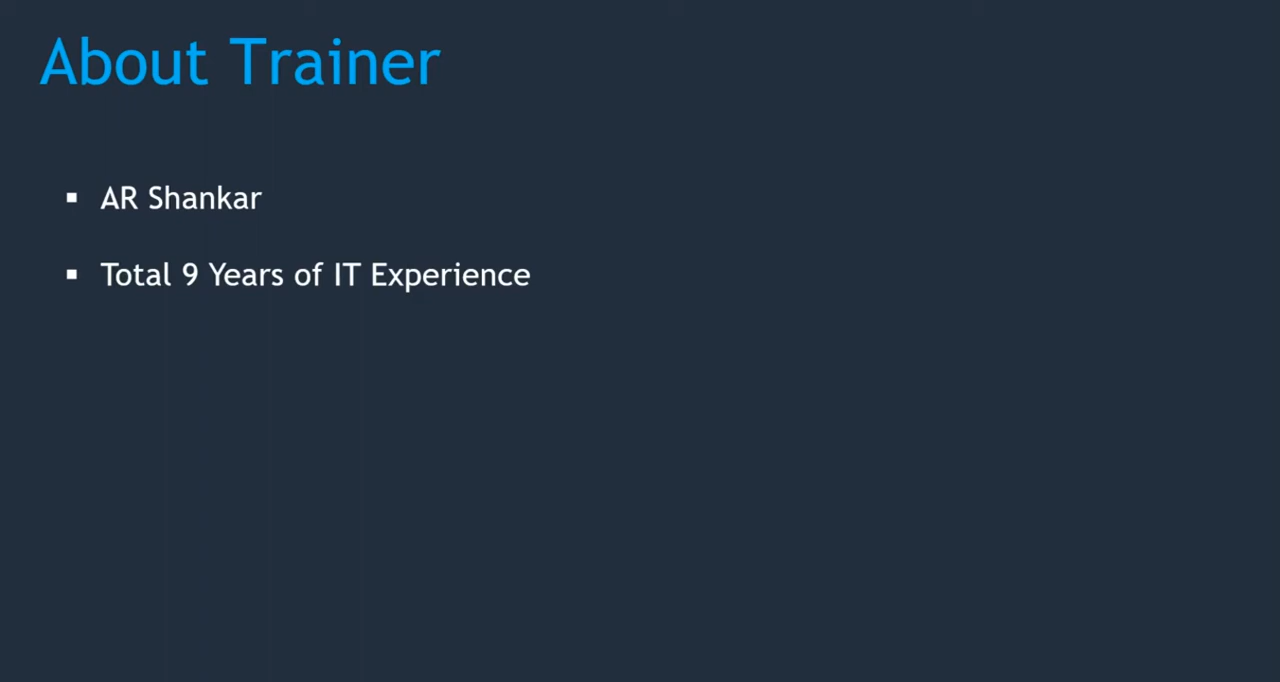 About Trainer
▪ AR Shankar
▪ Total 9 Years of IT Experience